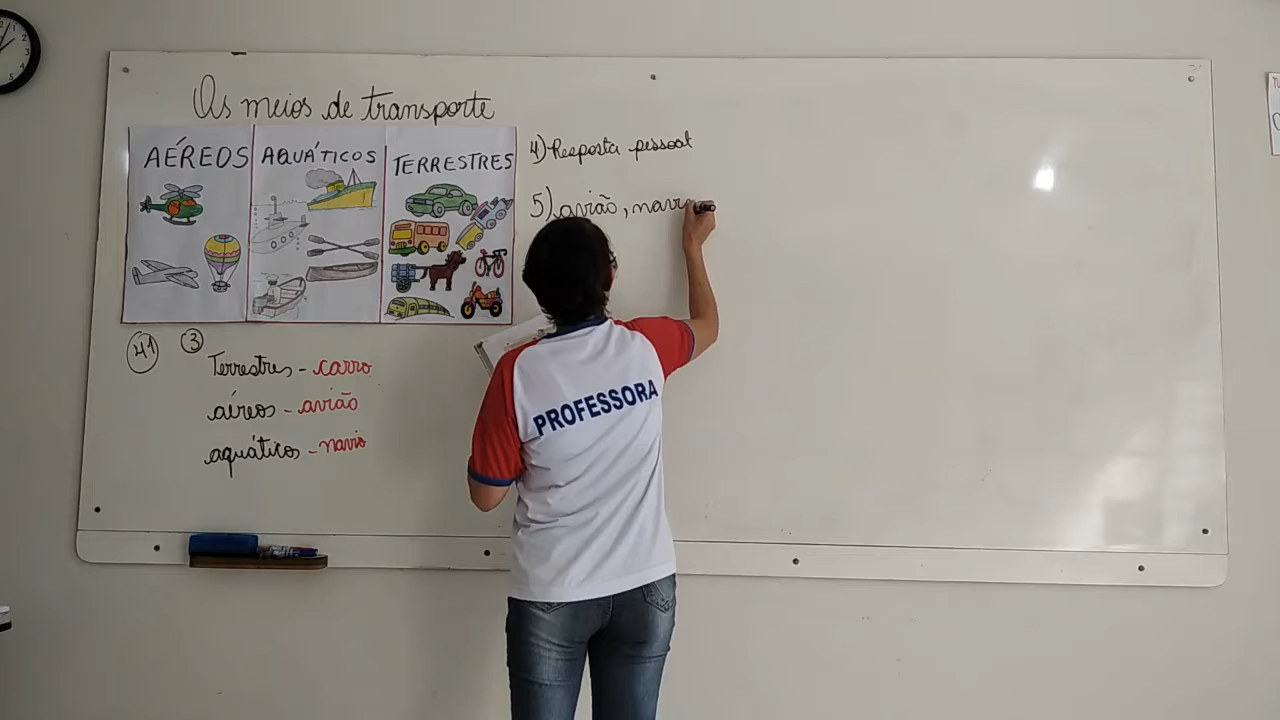 Os meios de transporte
AÉREOS
AQUÁTICOS
TERRESTRES
4) Resposta pessoal
5) avião, navi
41
3
Terrestres - carro
aéreos - avião
aquáticos - navio
PROFESSORA